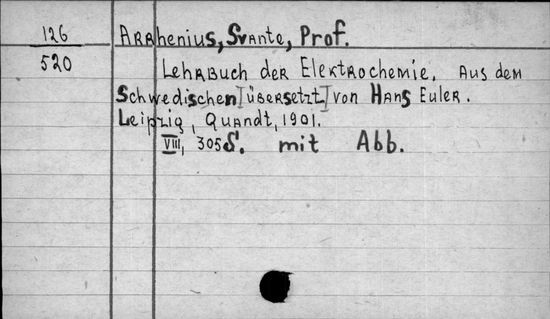 126 Arrhenius, Svante, Prof.
520 Lehrbuch der Elektrochemie. Aus dem
Schwedischen [übersetzt] von Hans Euler.
Leipzig, Quandt, 1901.
VIII, 305 S. mit Abb.